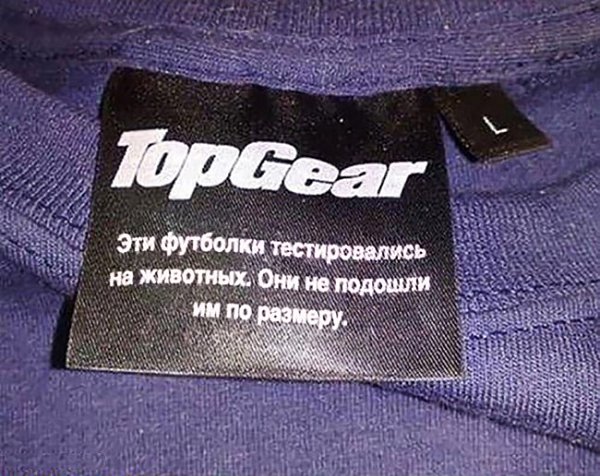 TopGear
L
Эти футболки тестировались
на животных. Они не подошли
им по размеру.